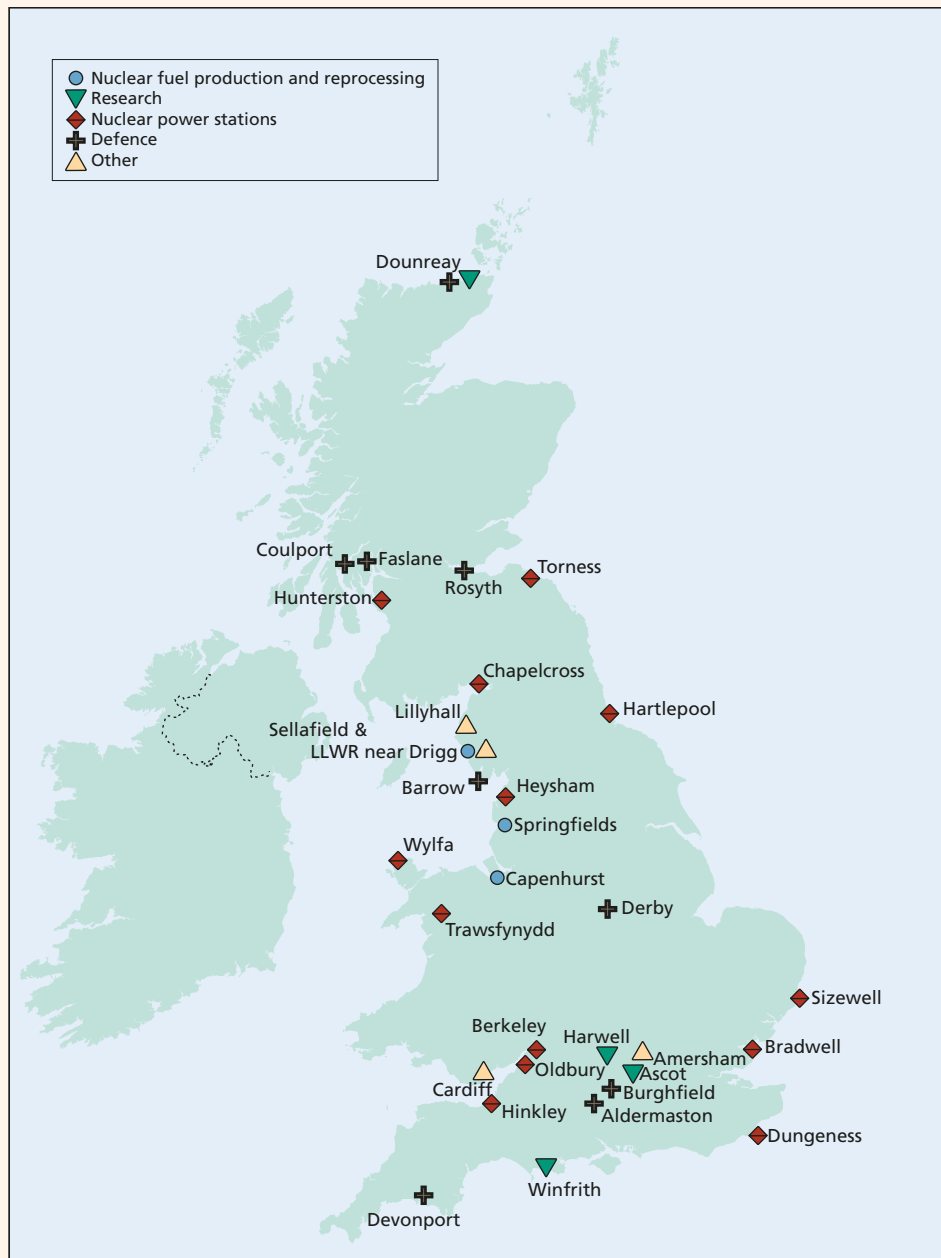 Nuclear fuel production and reprocessing
Research
Nuclear power stations
Defence
Other
Dounreay
Coulport
Faslane
Rosyth
Torness
Hunterston
Chapelcross
Lillyhall
Hartlepool
Sellafield &
LLWR near Drigg
Barrow
Heysham
Springfields
Wylfa
Capenhurst
Derby
Trawsfynydd
Sizewell
Berkeley
Harwell
Bradwell
Amersham
Oldbury
Ascot
Cardiff
Burghfield
Hinkley
Aldermaston
Dungeness
Winfrith
Devonport